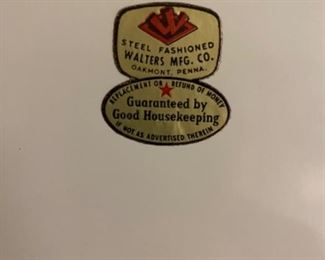 W
STEEL FASHIONED
WALTERS MFG. CO.
OAKMONT, PENNA.
REPLACEMENT OR REFUND OF MONEY
Guaranteed by
Good Housekeeping
IF NOT AS ADVERTISED THEREIN